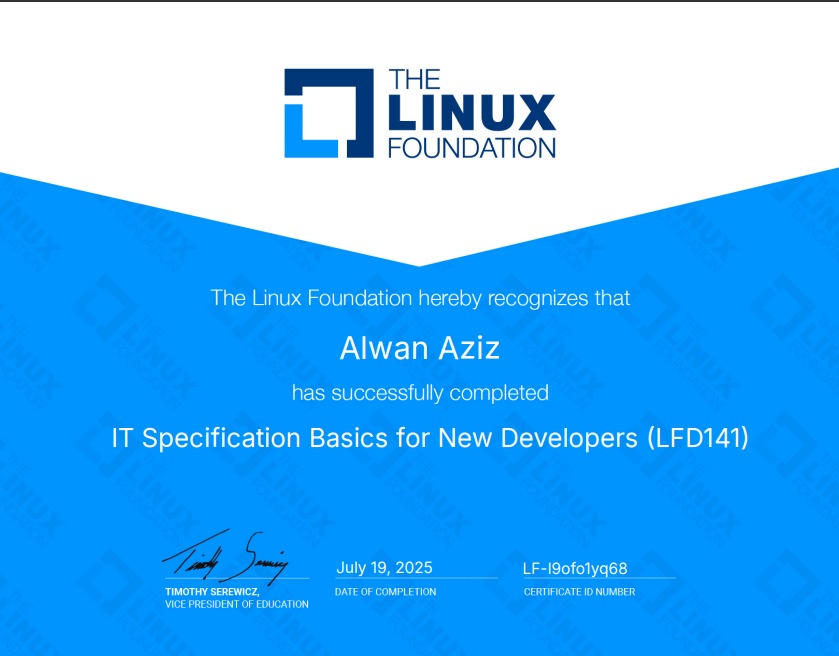 THE
LINUX
FOUNDATION
The Linux Foundation hereby recognizes that
Alwan Aziz
has successfully completed
IT Specification Basics for New Developers (LFD141)
July 19, 2025
LF-l9ofo1yq68
TIMOTHY SEREWICZ,
VICE PRESIDENT OF EDUCATION
DATE OF COMPLETION
CERTIFICATE ID NUMBER